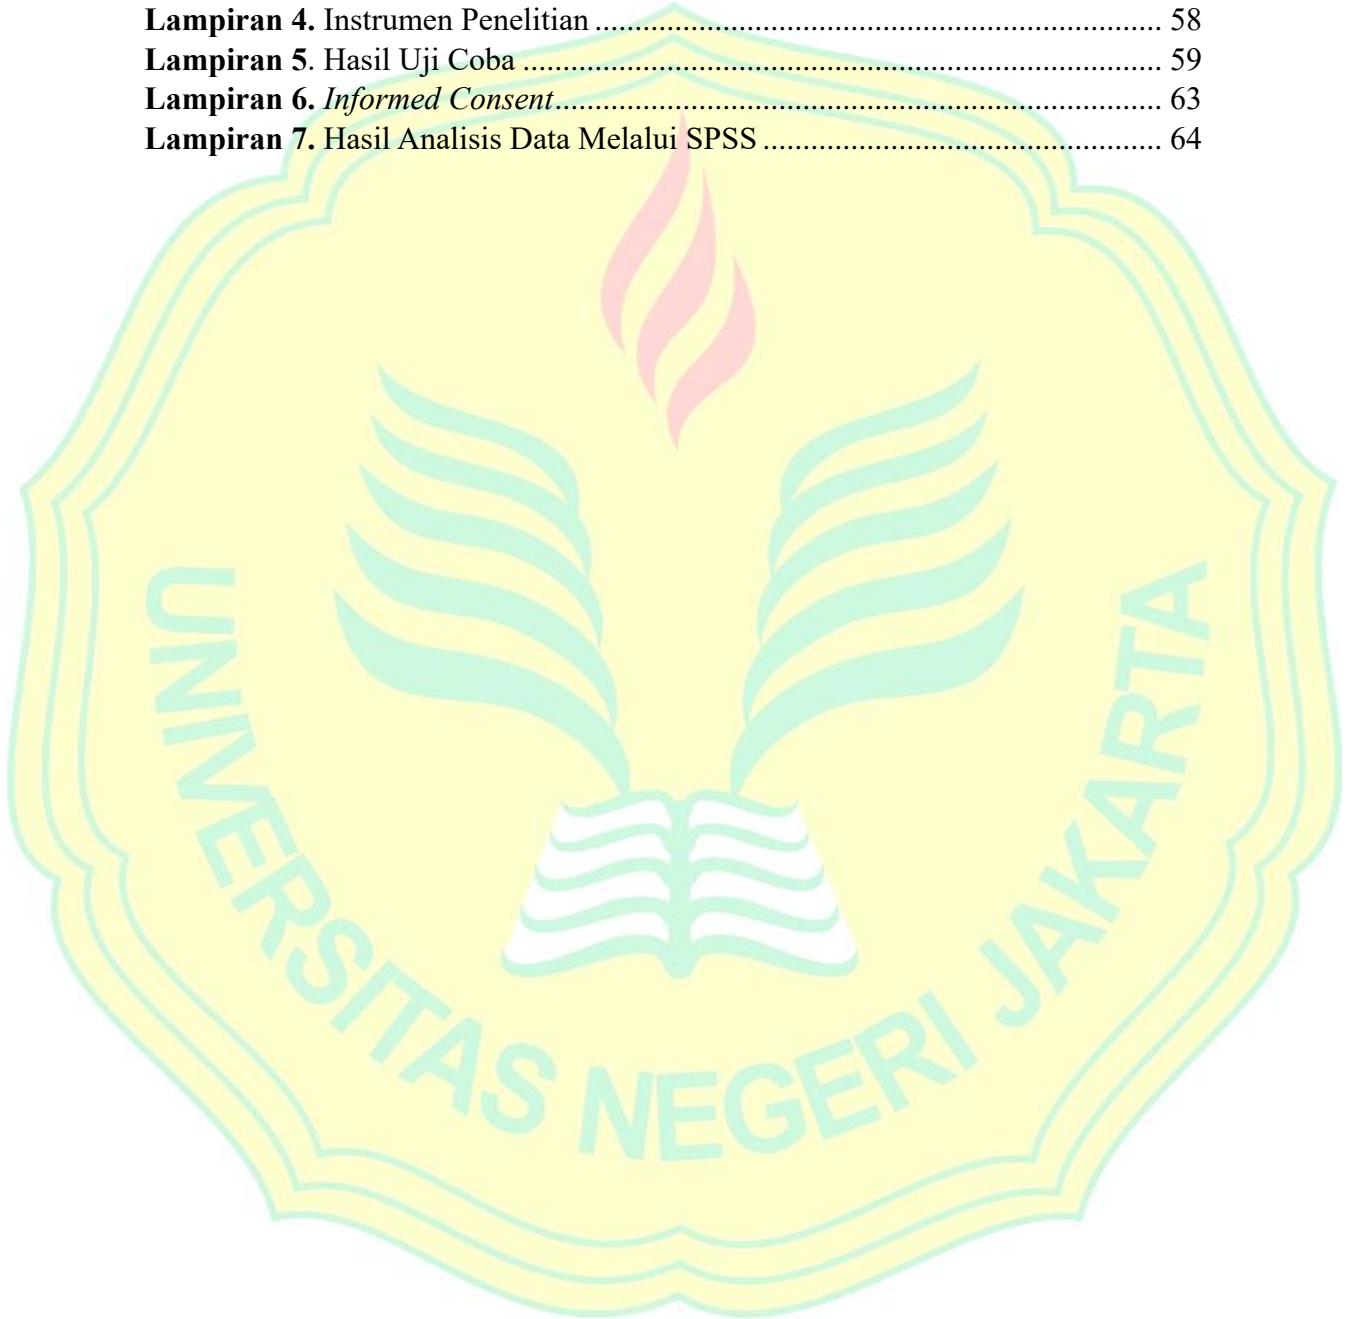 Lampiran 4. Instrumen Penelitian ........................................................................ 58
Lampiran 5. Hasil Uji Coba ................................................................................. 59
Lampiran 6. Informed Consent............................................................................. 63
Lampiran 7. Hasil Analisis Data Melalui SPSS .................................................. 64
UNIVERSITAS NEGERI JAKARTA